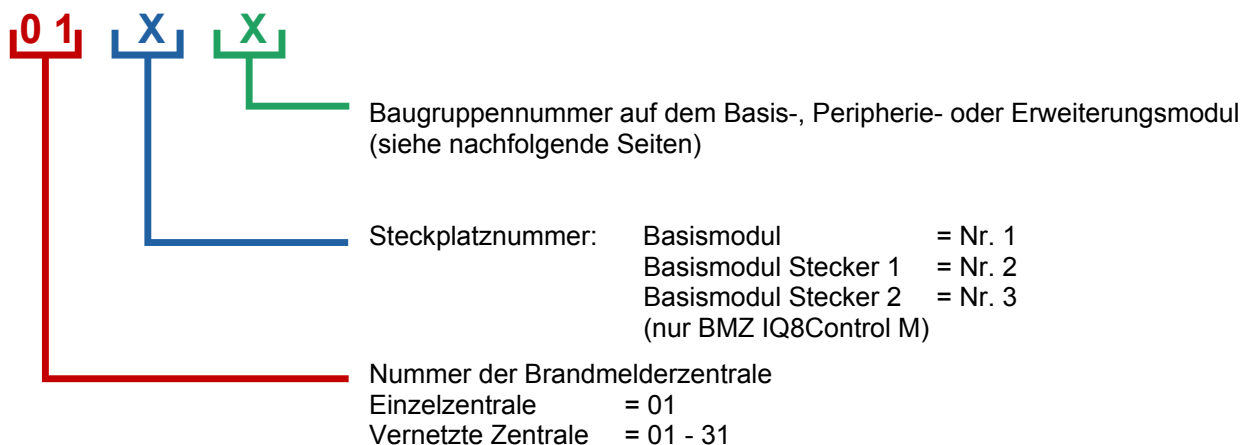 0 1 X X
Baugruppennummer auf dem Basis-, Peripherie- oder Erweiterungsmodul
(siehe nachfolgende Seiten)
Steckplatznummer: Basismodul = Nr. 1
Basismodul Stecker 1 = Nr. 2
Basismodul Stecker 2 = Nr. 3
(nur BMZ IQ8Control M)
Nummer der Brandmelderzentrale
Einzelzentrale = 01
Vernetzte Zentrale = 01 - 31